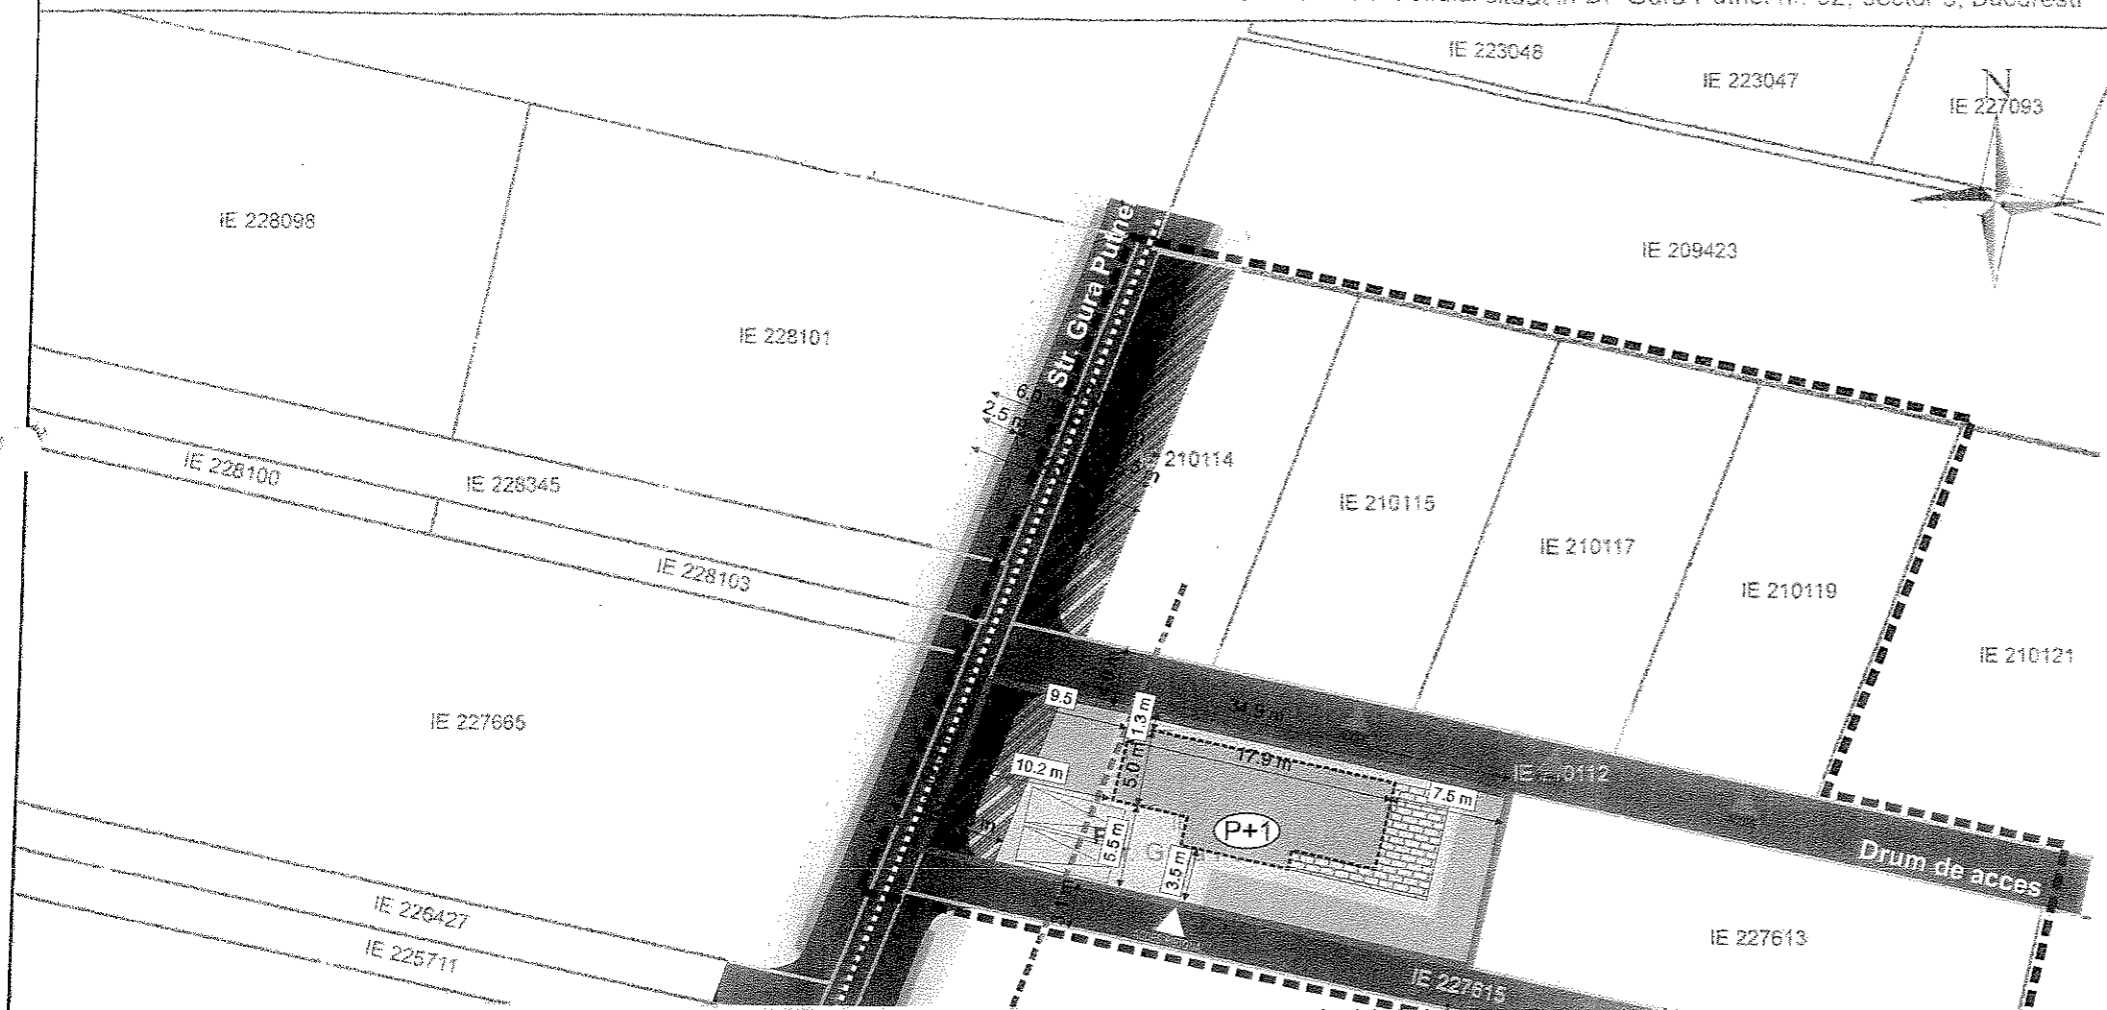 IE 223048
IE 223047
N
IE 227093
IE 228098
IE 209423
Str. Gura Putnei
IE 228101
2.5 m
210114
IE 228100
IE 228345
IE 210115
IE 210117
IE 228103
IE 210119
IE 210121
9.5
1.3 m
IE 227665
17.9 m
5.0 m
10.2 m
7.5 m
P+1
5.5 m
3.5 m
Drum de acces
IE 226427
IE 225711
IE 227613
IE 227615